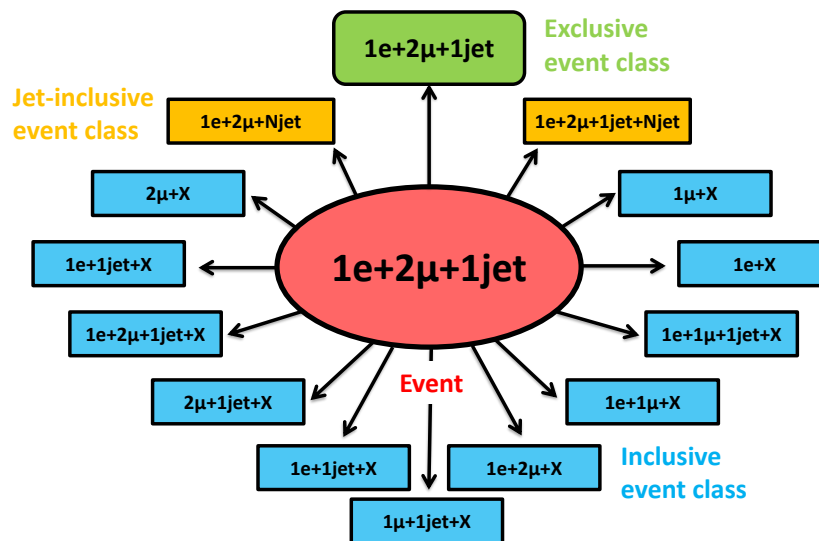 1e+2μ+1jet
Exclusive
event class
Jet-inclusive
event class
1e+2μ+Njet
1e+2μ+1jet+Njet
2μ+X
1μ+X
1e+2μ+1jet
1e+1jet+X
1e+X
1e+2μ+1jet+X
1e+1μ+1jet+X
Event
2μ+1jet+X
1e+1μ+X
1e+1jet+X
1e+2μ+X
Inclusive
event class
1μ+1jet+X